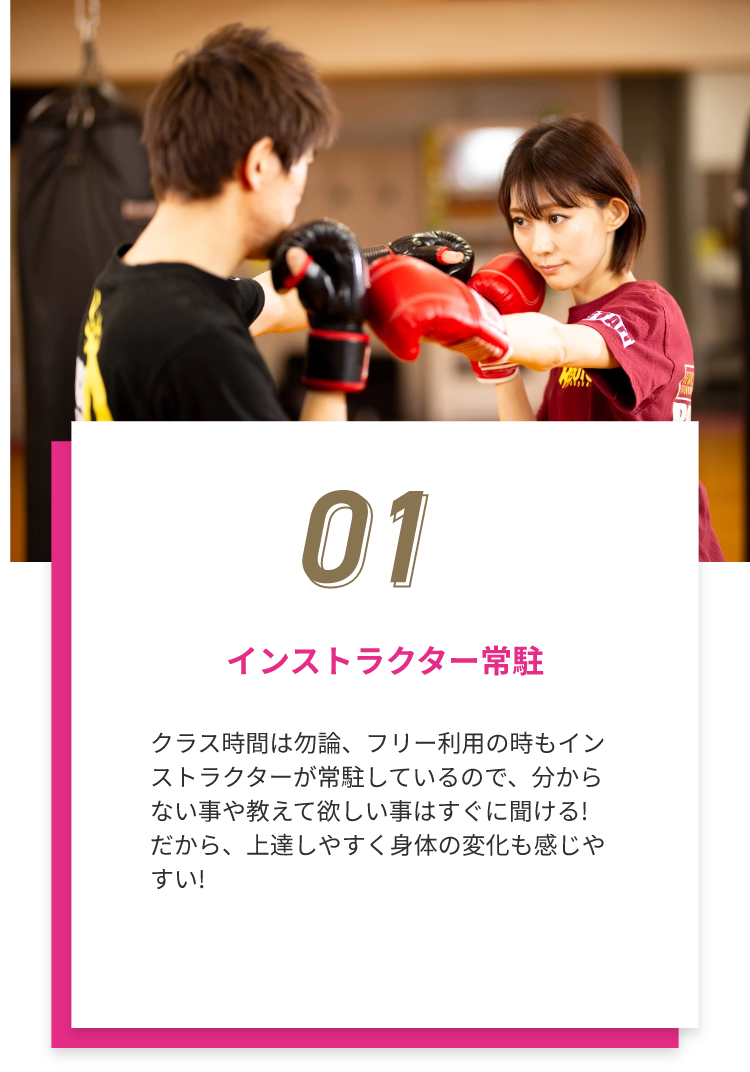 01
インストラクター常駐
クラス時間は勿論、フリー利用の時もイン
ストラクターが常駐しているので、分から
ない事や教えて欲しい事はすぐに聞ける!
だから、上達しやすく身体の変化も感じや
すい!